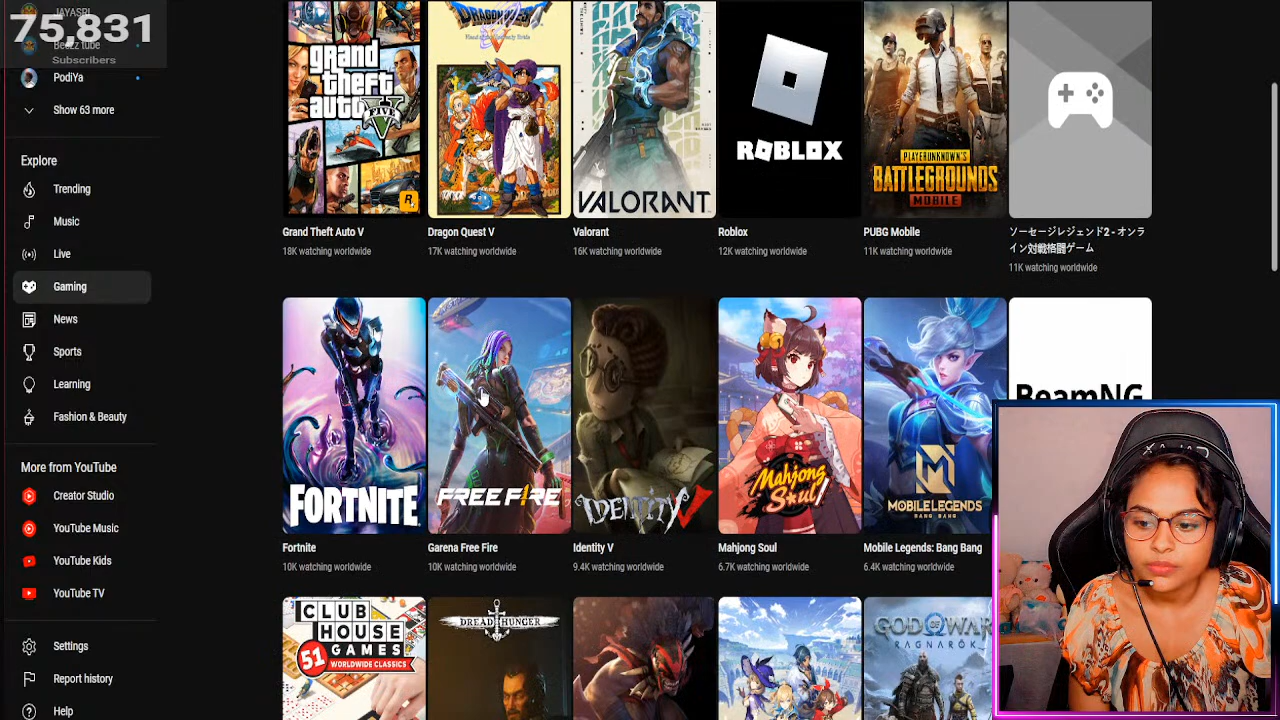 75,831
Subscribers
JAYASRI
PodiYa
Show 63 more
Explore
Trending
Music
Live
Gaming
News
Sports
Learning
Fashion & Beauty
More from YouTube
Creator Studio
YouTube Music
YouTube Kids
YouTube TV
Settings
Report history
Help
grand
theft
auto
FIVE
R
DRAGON QUEST
V
VALORANT
ROBLOX
PLAYERUNKNOWN'S
BATTLEGROUNDS
MOBILE
Grand Theft Auto V
18K watching worldwide
Dragon Quest V
17K watching worldwide
Valorant
16K watching worldwide
Roblox
12K watching worldwide
PUBG Mobile
11K watching worldwide
ソーセージレジェンド2 - オンラ
イン対戦格闘ゲーム
11K watching worldwide
FORTNITE
FREE FIRE
IDENTITY V
Mahjong
Soul
MOBILE LEGENDS
BANG BANG
BeamNG
Fortnite
10K watching worldwide
Garena Free Fire
10K watching worldwide
Identity V
9.4K watching worldwide
Mahjong Soul
6.7K watching worldwide
Mobile Legends: Bang Bang
6.4K watching worldwide
CLUB
HOUSE
GAMES
51
WORLDWIDE CLASSICS
DREAD HUNGER
GOD OF WAR
RAGNARÖK